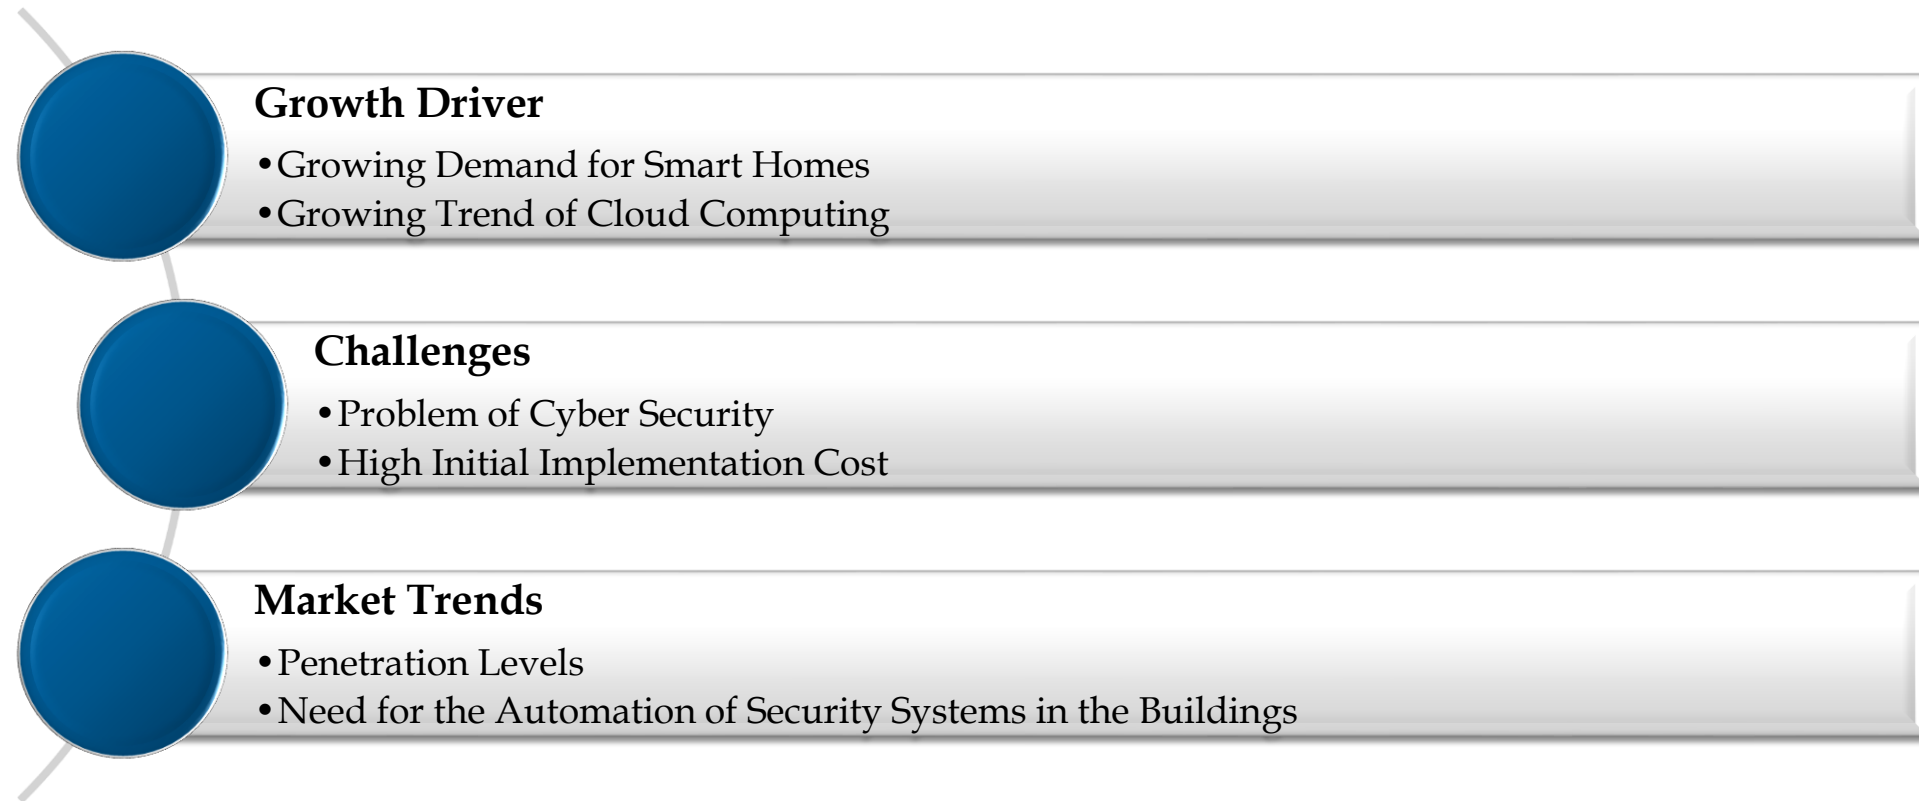 Growth Driver
•Growing Demand for Smart Homes
•Growing Trend of Cloud Computing
Challenges
•Problem of Cyber Security
•High Initial Implementation Cost
Market Trends
•Penetration Levels
•Need for the Automation of Security Systems in the Buildings